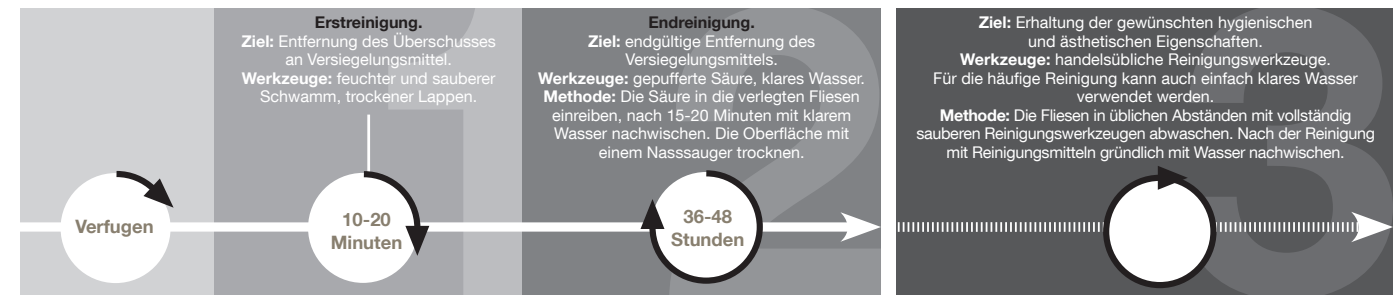 Erstreinigung.
Ziel: Entfernung des Überschusses
an Versiegelungsmittel.
Werkzeuge: feuchter und sauberer
Schwamm, trockener Lappen.
Endreinigung.
Ziel: endgültige Entfernung des
Versiegelungsmittels.
Werkzeuge: gepufferte Säure, klares Wasser.
Methode: Die Säure in die verlegten Fliesen
einreiben, nach 15-20 Minuten mit klarem
Wasser nachwischen. Die Oberfläche mit
einem Nasssauger trocknen.
Ziel: Erhaltung der gewünschten hygienischen
und ästhetischen Eigenschaften.
Werkzeuge: handelsübliche Reinigungswerkzeuge.
Für die häufige Reinigung kann auch einfach klares Wasser
verwendet werden.
Methode: Die Fliesen in üblichen Abständen mit vollständig
sauberen Reinigungswerkzeugen abwaschen. Nach der Reinigung
mit Reinigungsmitteln gründlich mit Wasser nachwischen.
1
2
3
Verfugen
10-20
Minuten
36-48
Stunden